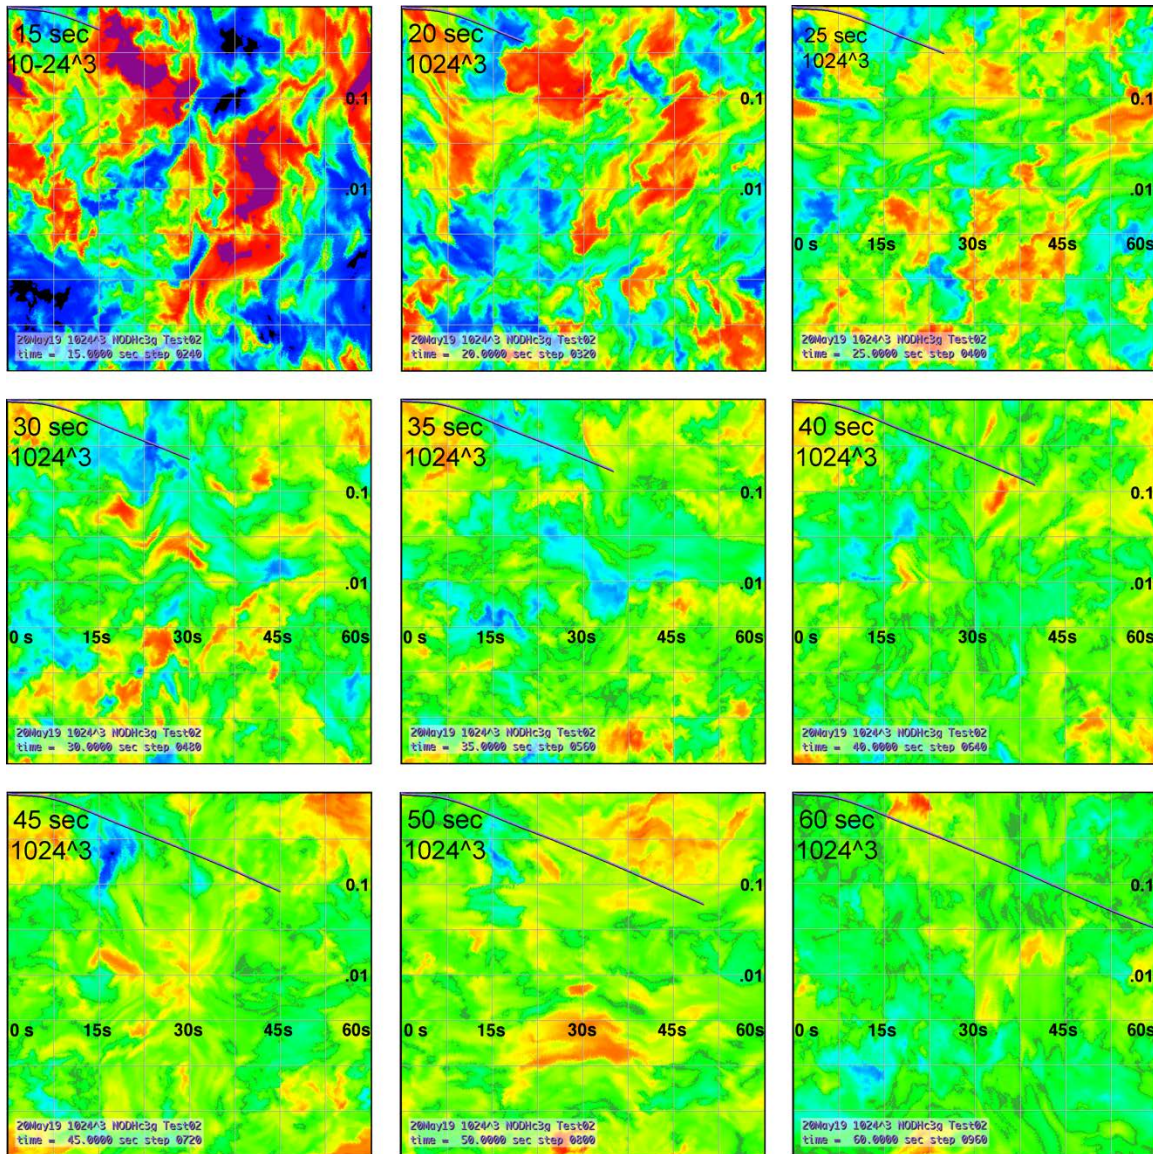 15 sec
10-24^3
0.1
.01
20May19 1024^3 NODHc3g Test02
time = 15.0000 sec step 0240
20 sec
1024^3
20May19 1024^3 NODHc3g Test02
time = 20.0000 sec step 0320
25 sec
1024^3
0.1
.01
0 s 15s 30s 45s 60s
20May19 1024^3 NODHc3g Test02
time = 25.0000 sec step 0400
30 sec
1024^3
0.1
.01
0 s 15s 30s 45s 60s
20May19 1024^3 NODHc3g Test02
time = 30.0000 sec step 0480
35 sec
1024^3
0.1
.01
0 s 15s 30s 45s 60s
20May19 1024^3 NODHc3g Test02
time = 35.0000 sec step 0560
40 sec
1024^3
0.1
.01
0 s 15s 30s 45s 60s
20May19 1024^3 NODHc3g Test02
time = 40.0000 sec step 0640
45 sec
1024^3
0.1
.01
0 s 15s 30s 45s 60s
20May19 1024^3 NODHc3g Test02
time = 45.0000 sec step 0720
50 sec
1024^3
0.1
.01
0 s 15s 30s 45s 60s
20May19 1024^3 NODHc3g Test02
time = 50.0000 sec step 0800
60 sec
1024^3
0.1
.01
0 s 15s 30s 45s 60s
20May19 1024^3 NODHc3g Test02
time = 60.0000 sec step 0960